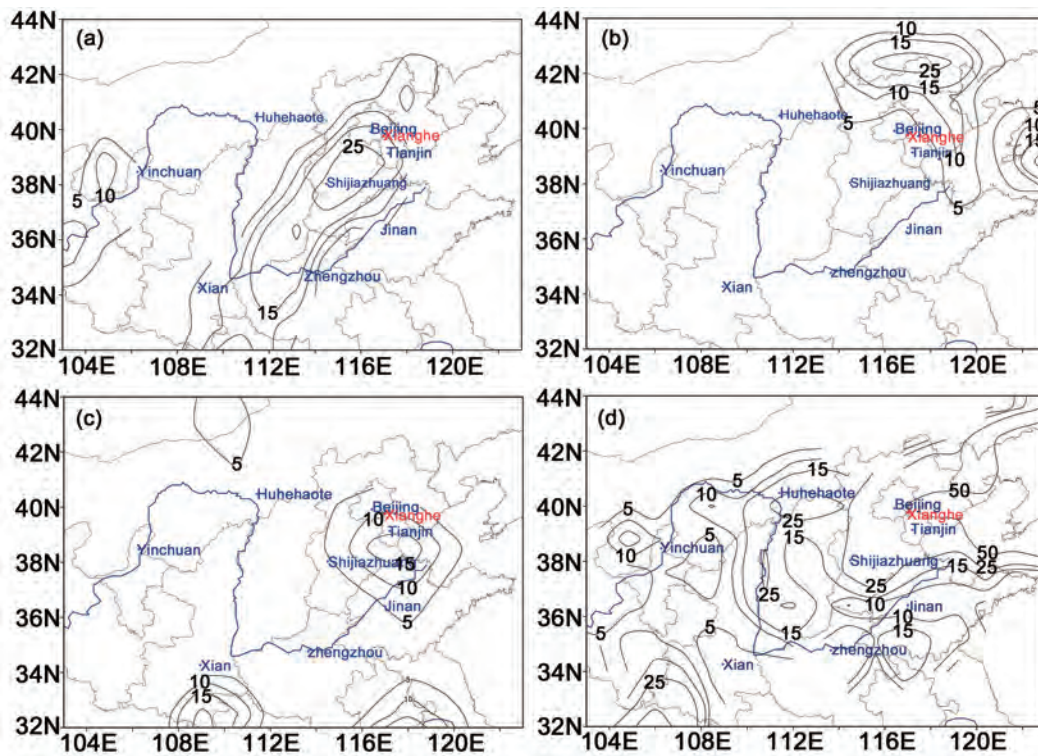 44N
(a)
42N
Huhehaote
40N
Beijing
Xianghe
25
Tianjin
Yinchuan
Shijiazhuang
38N
5
10
36N
Jinan
Xian
Zhengzhou
34N
15
32N
104E 108E 112E 116E 120E
44N
(b)
10
15
42N
25
15
10
5
Huhehaote
40N
Beijing
Xianghe
Tianjin
10
5
10
15
Yinchuan
Shijiazhuang
38N
5
36N
Jinan
Xian
zhengzhou
34N
32N
104E 108E 112E 116E 120E
44N
(c)
5
42N
Huhehaote
40N
Beijing
10
Xianghe
Tianjin
Yinchuan
Shijiazhuang
15
38N
10
Jinan
5
36N
Xian
zhengzhou
34N
10
15
5
10
32N
104E 108E 112E 116E 120E
44N
(d)
42N
5
15
10
Huhehaote
50
40N
Beijing
Xianghe
5
5
25
Tianjin
15
10
Yinchuan
Shijiazhuang
15
50
25
38N
25
25
10
Jinan
10
36N
5
5
15
15
Xian
zhengzhou
34N
25
32N
104E 108E 112E 116E 120E